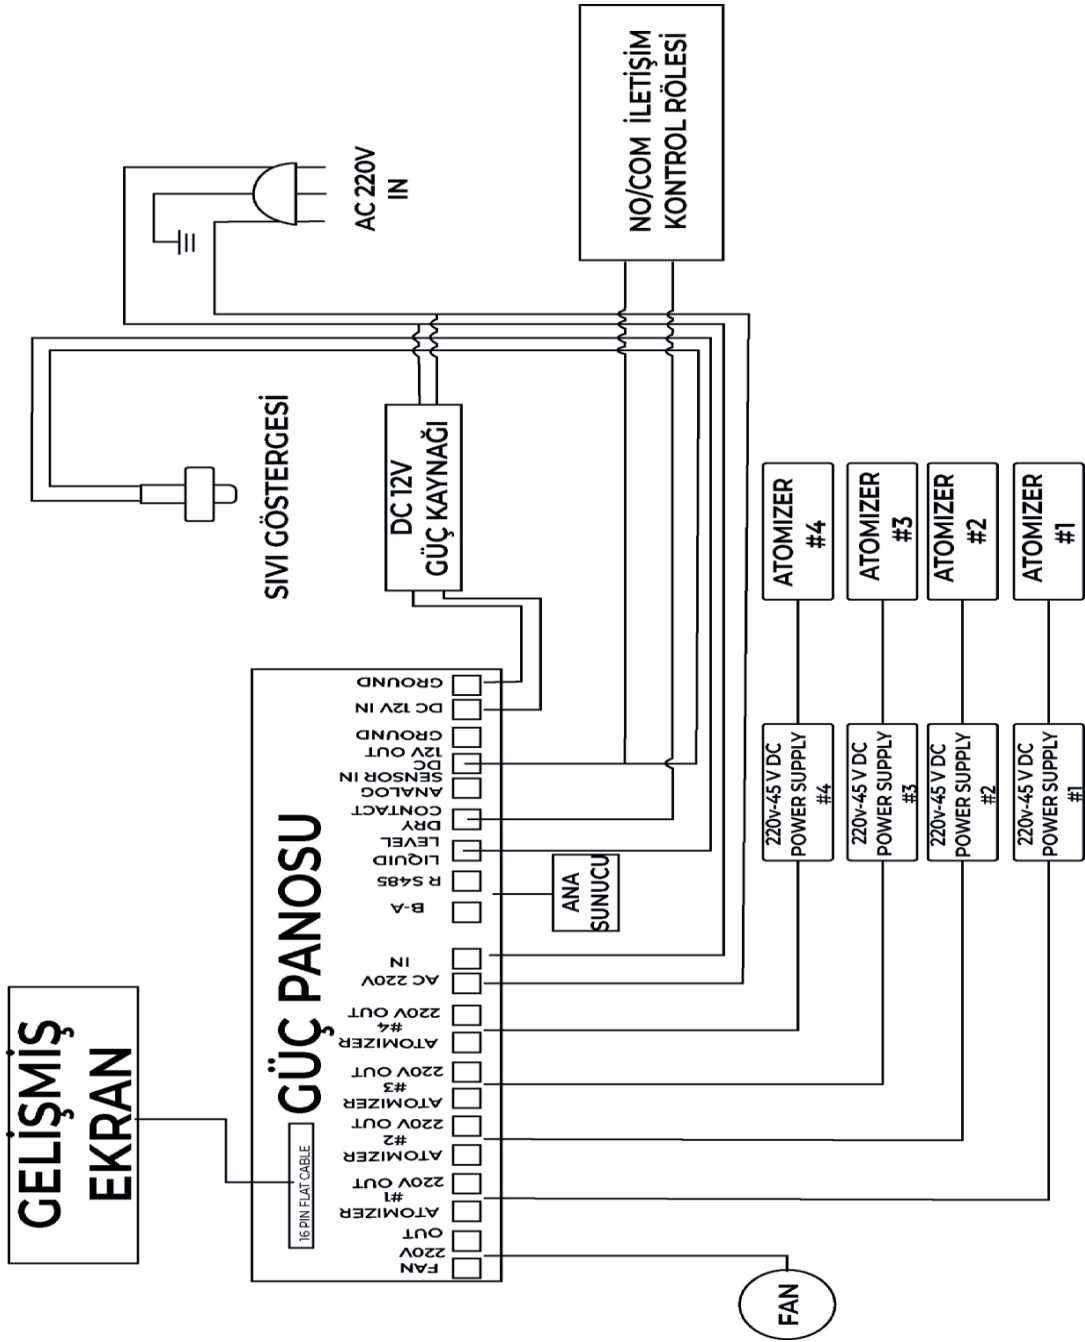 GELİŞMİŞ
EKRAN
GÜÇ PANOSU
16 PIN FLAT CABLE
FAN
220V
OUT
ATOMIZER
#1
220V OUT
ATOMIZER
#2
220V OUT
ATOMIZER
#3
220V OUT
ATOMIZER
#4
220V OUT
AC 220V
IN
B-A
R S485
LIQUID
LEVEL
DRY
CONTACT
ANALOG
SENSOR IN
DC
12V OUT
GROUND
DC 12V IN
GROUND
SIVI GÖSTERGESİ
AC 220V
IN
DC 12V
GÜÇ KAYNAĞI
NO/COM İLETİŞİM
KONTROL RÖLESİ
ANA
SUNUCU
FAN
220v-45 V DC
POWER SUPPLY
#4
ATOMIZER
#4
220v-45 V DC
POWER SUPPLY
#3
ATOMIZER
#3
220v-45 V DC
POWER SUPPLY
#2
ATOMIZER
#2
220v-45 V DC
POWER SUPPLY
#1
ATOMIZER
#1